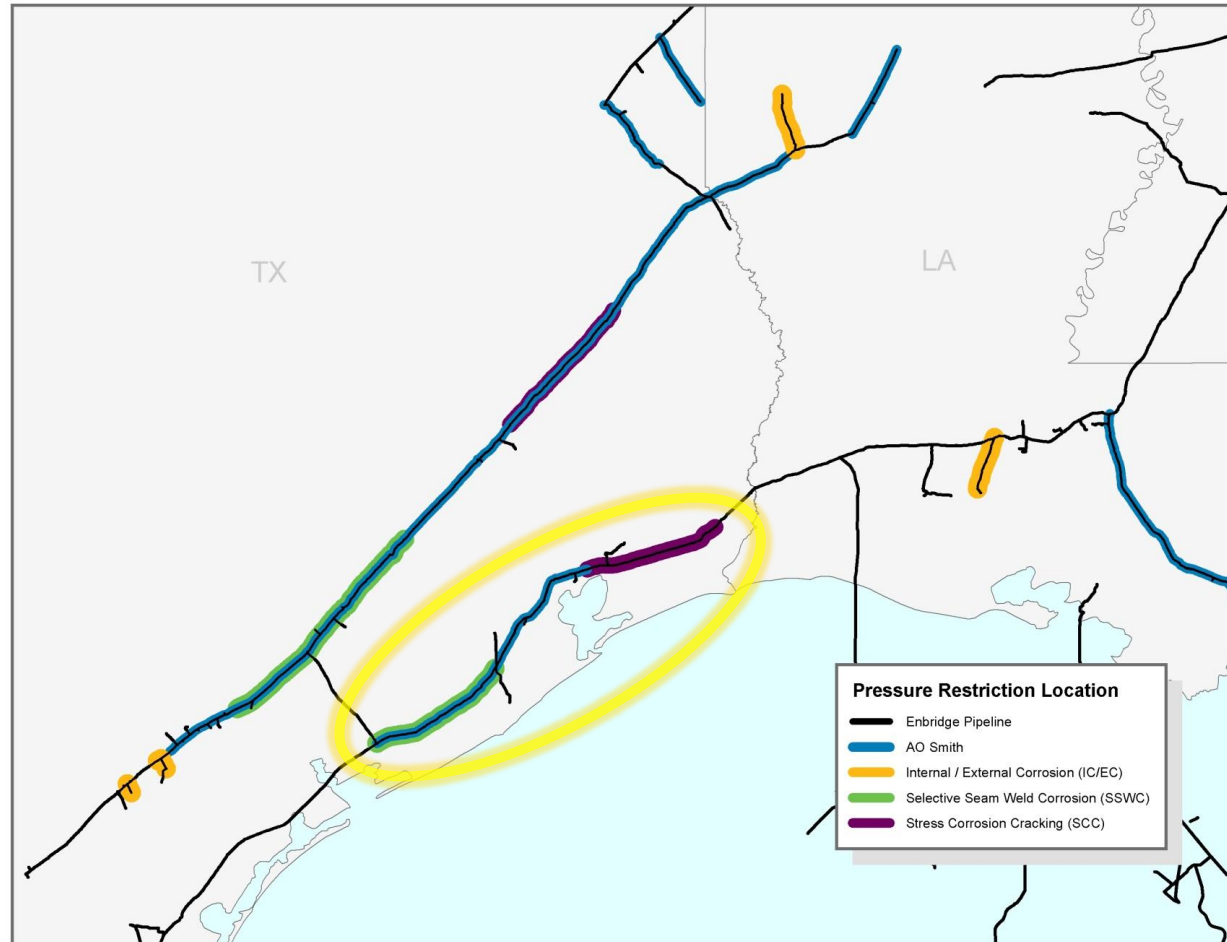 TX
LA
Pressure Restriction Location
Enbridge Pipeline
AO Smith
Internal / External Corrosion (IC/EC)
Selective Seam Weld Corrosion (SSWC)
Stress Corrosion Cracking (SCC)